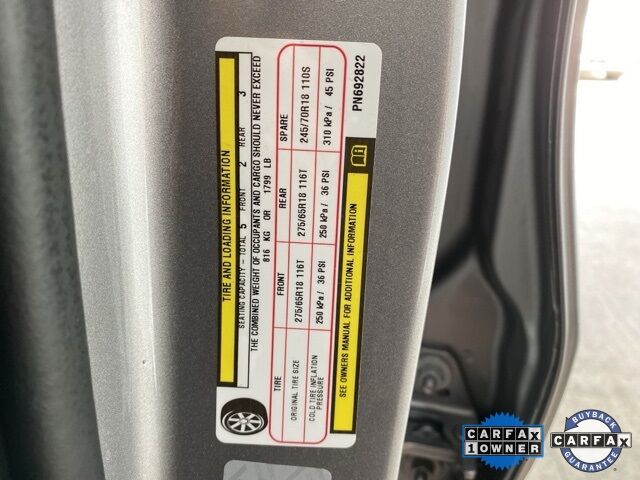 TIRE AND LOADING INFORMATION
SEATING CAPACITY - TOTAL 5 FRONT 2 REAR 3
THE COMBINED WEIGHT OF OCCUPANTS AND CARGO SHOULD NEVER EXCEED
816 KG OR 1799 LB
TIRE FRONT REAR SPARE
ORIGINAL TIRE SIZE 275/65R18 116T 275/65R18 116T 245/70R18 110S
COLD TIRE INFLATION
PRESSURE 250 kPa / 36 PSI 250 kPa / 36 PSI 310 kPa / 45 PSI
SEE OWNERS MANUAL FOR ADDITIONAL INFORMATION
PN692822
CARFAX
1 OWNER
BUYBACK
CARFAX
GUARANTEE